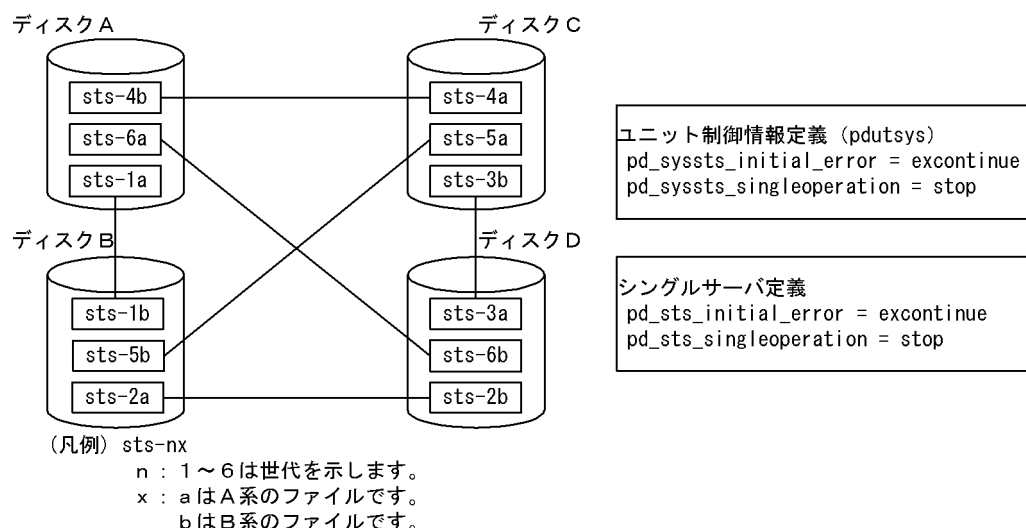 ディスクA
sts-4b
sts-6a
sts-1a
ディスクB
sts-1b
sts-5b
sts-2a
ディスクC
sts-4a
sts-5a
sts-3b
ディスクD
sts-3a
sts-6b
sts-2b
ユニット制御情報定義(pdutsys)
pd_syssts_initial_error = excontinue
pd_syssts_singleoperation = stop
シングルサーバ定義
pd_sts_initial_error = excontinue
pd_sts_singleoperation = stop
(凡例) sts-nx
n : 1~6は世代を示します。
x : aはA系のファイルです。
bはB系のファイルです。